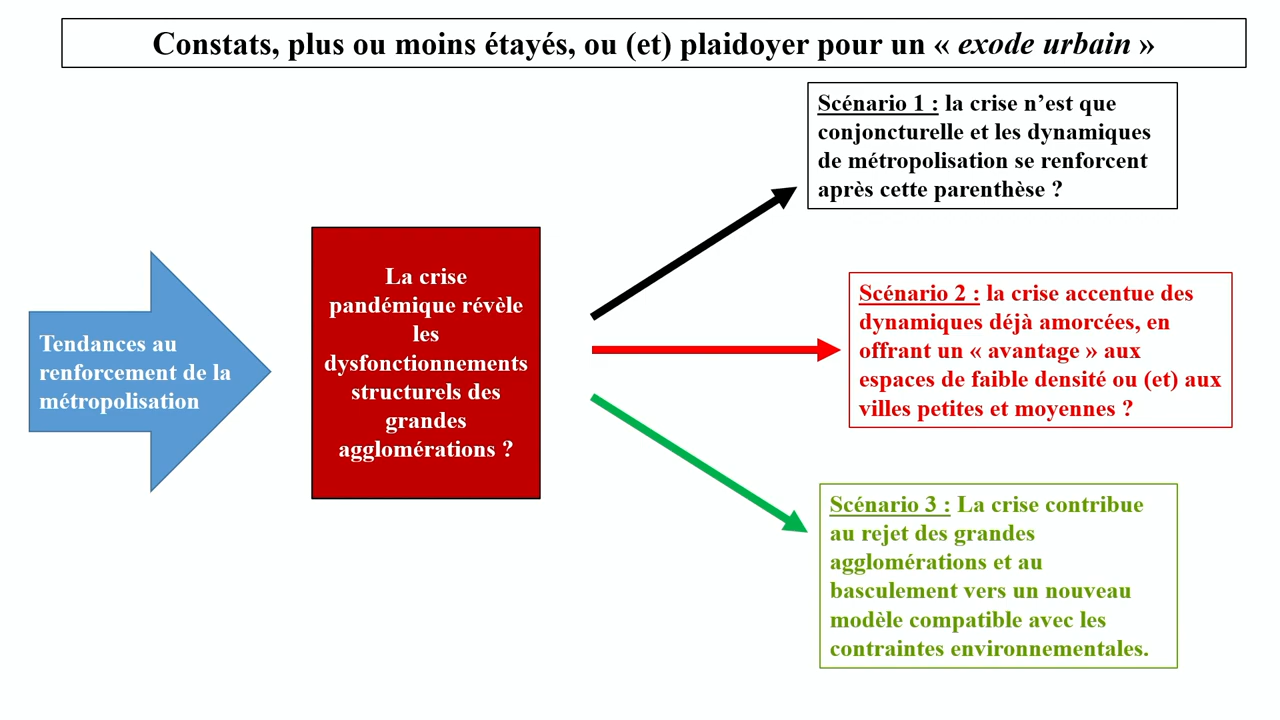 Constats, plus ou moins étayés, ou (et) plaidoyer pour un « exode urbain »
Tendances au
renforcement de la
métropolisation
La crise
pandémique révèle
les
dysfonctionnements
structurels des
grandes
agglomérations ?
Scénario 1 : la crise n’est que
conjoncturelle et les dynamiques
de métropolisation se renforcent
après cette parenthèse ?
Scénario 2 : la crise accentue des
dynamiques déjà amorcées, en
offrant un « avantage » aux
espaces de faible densité ou (et) aux
villes petites et moyennes ?
Scénario 3 : La crise contribue
au rejet des grandes
agglomérations et au
basculement vers un nouveau
modèle compatible avec les
contraintes environnementales.